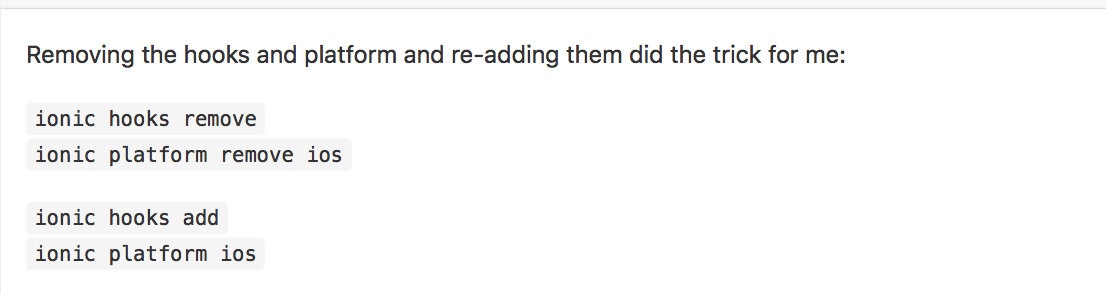 Removing the hooks and platform and re-adding them did the trick for me:
ionic hooks remove
ionic platform remove ios
ionic hooks add
ionic platform ios